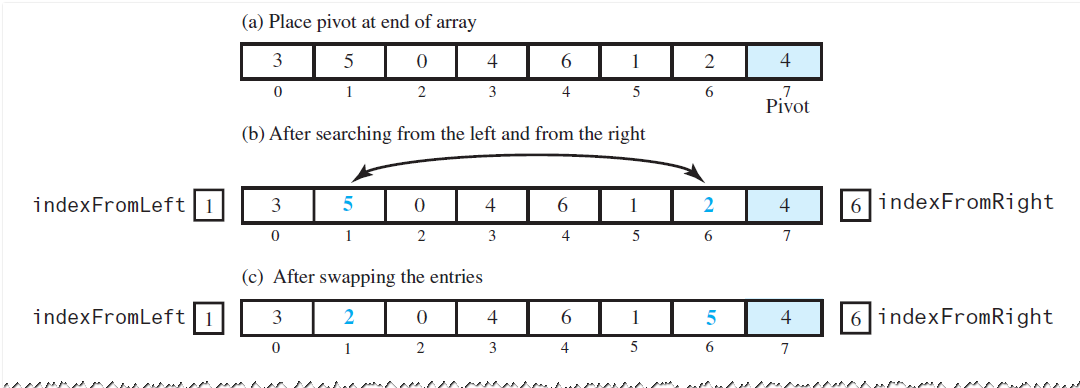 (a) Place pivot at end of array
3 5 0 4 6 1 2 4
0 1 2 3 4 5 6 7
Pivot
(b) After searching from the left and from the right
indexFromLeft 1 3 5 0 4 6 1 2 4 6 indexFromRight
0 1 2 3 4 5 6 7
(c) After swapping the entries
indexFromLeft 1 3 2 0 4 6 1 5 4 6 indexFromRight
0 1 2 3 4 5 6 7